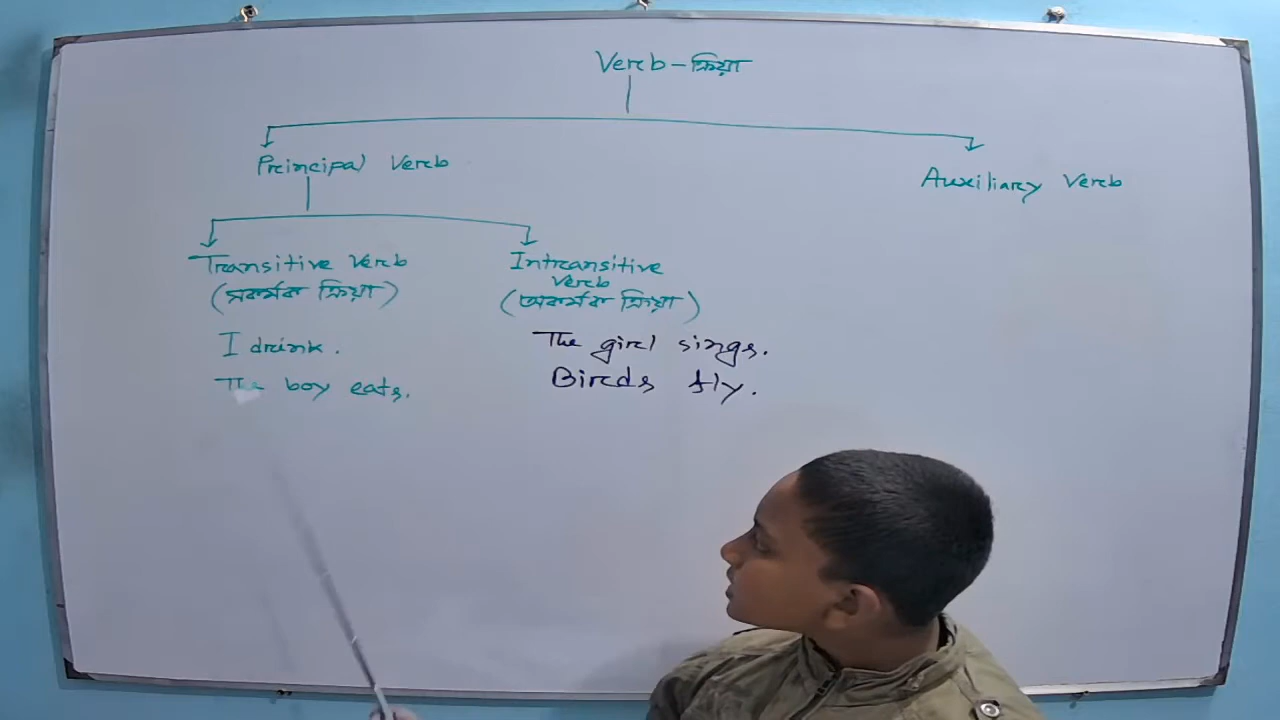 Verb - ক্রিয়া
Principal Verb
Auxiliary Verb
Transitive Verb
(সকর্মক ক্রিয়া)
Intransitive
Verb
(অকর্মক ক্রিয়া)
I drink.
The boy eats.
The girl sings.
Birds fly.